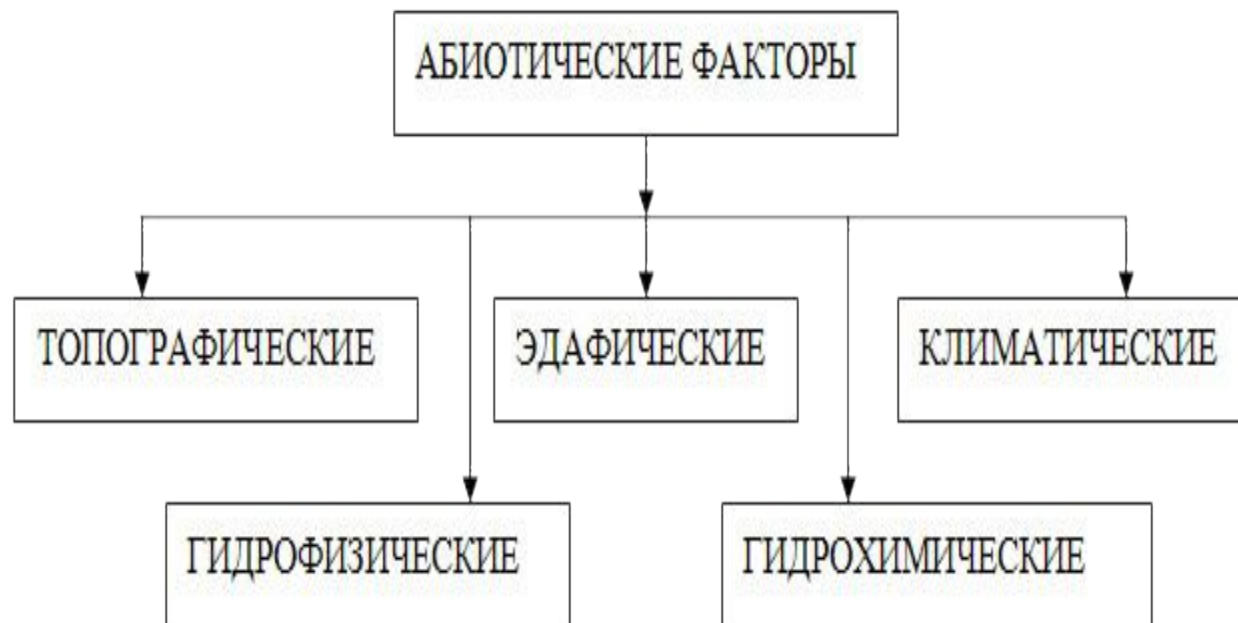 АБИОТИЧЕСКИЕ ФАКТОРЫ
ТОПОГРАФИЧЕСКИЕ
ЭДАФИЧЕСКИЕ
КЛИМАТИЧЕСКИЕ
ГИДРОФИЗИЧЕСКИЕ
ГИДРОХИМИЧЕСКИЕ